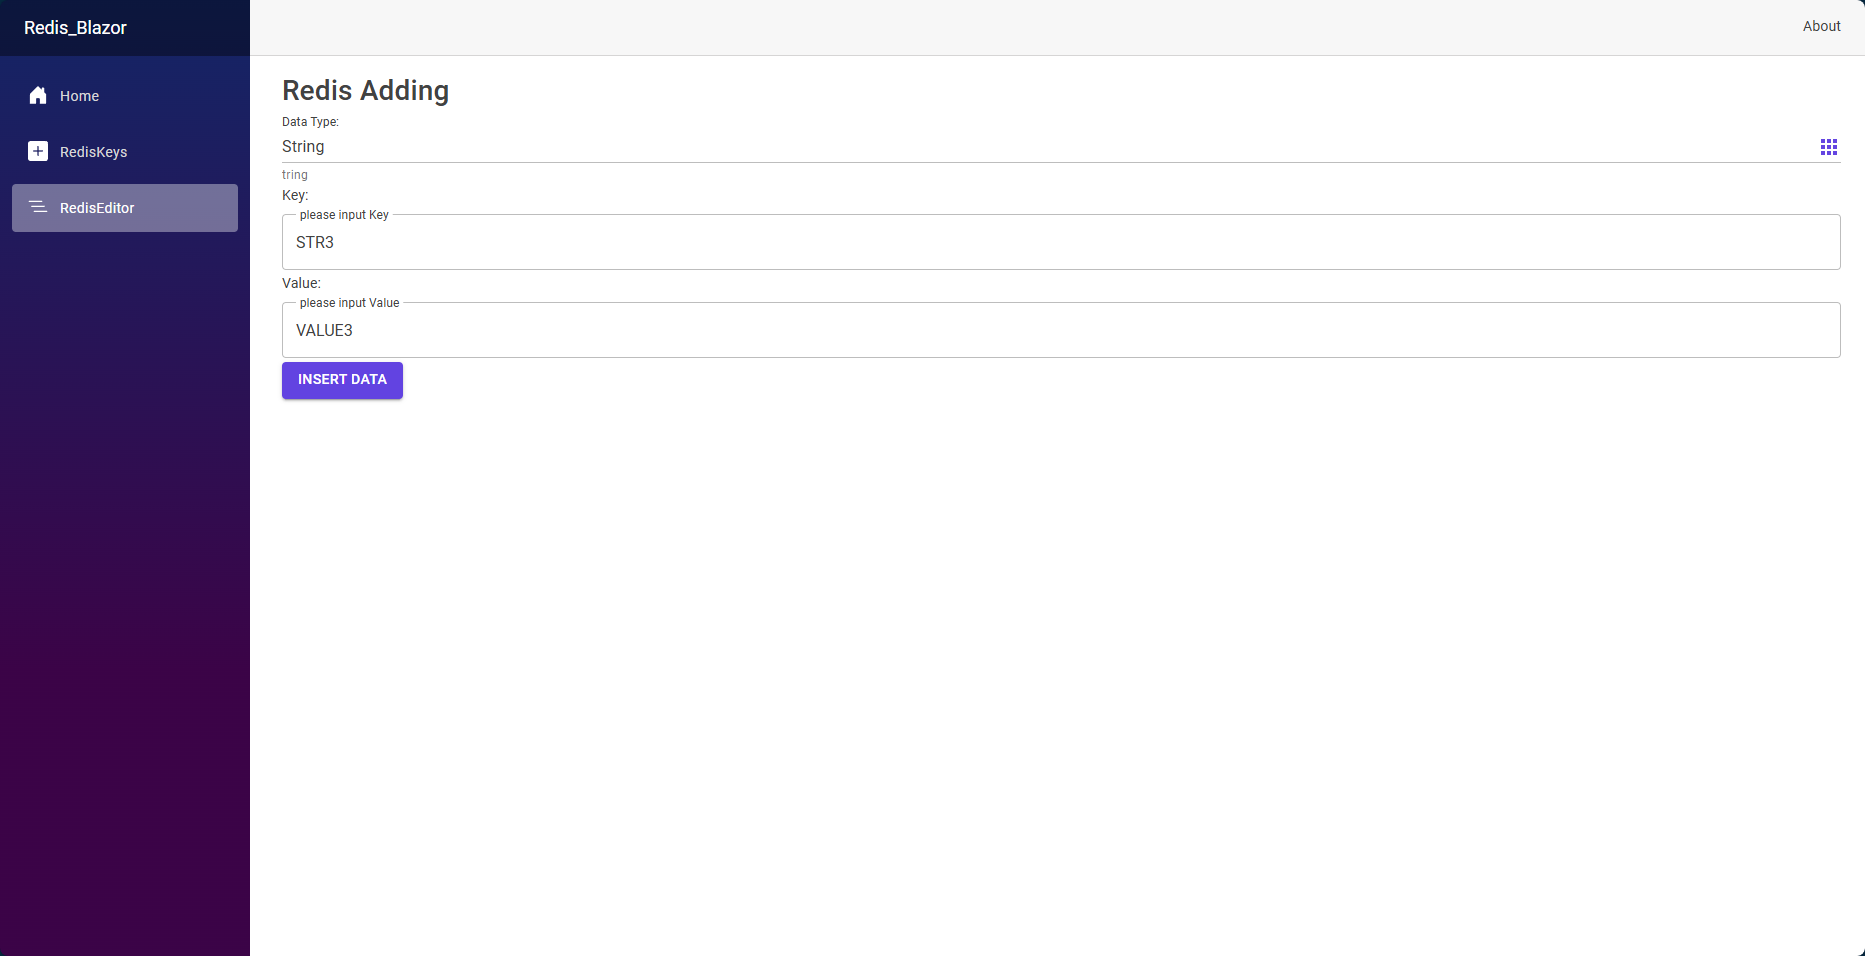 Redis_Blazor
About
Home
RedisKeys
RedisEditor
Redis Adding
Data Type:
String
tring
Key:
please input Key
STR3
Value:
please input Value
VALUE3
INSERT DATA